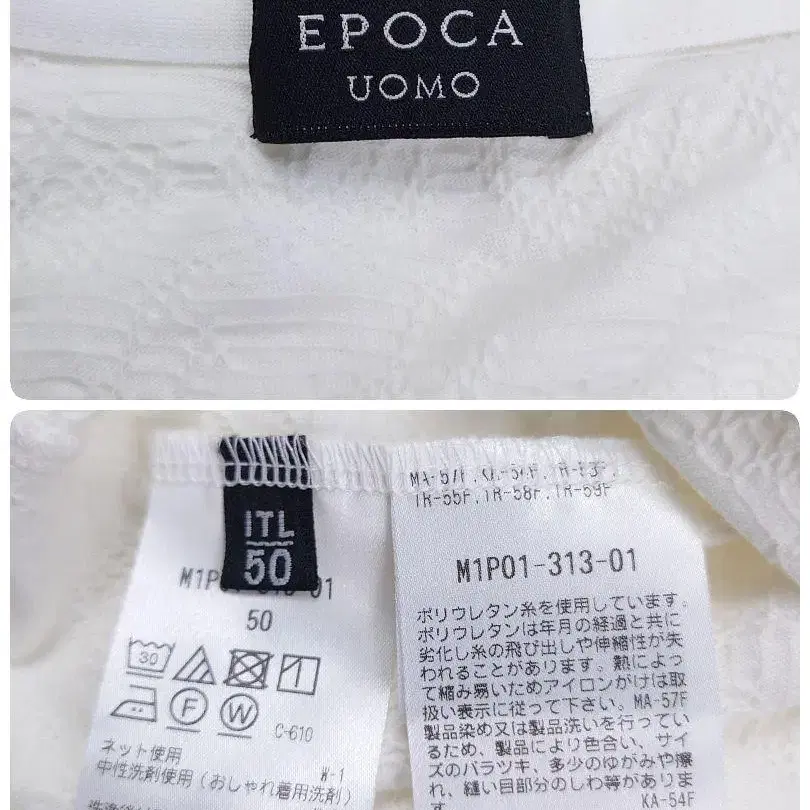 EPOCA
UOMO
ITL
50
50
30
F
W
C-610
ネット使用
中性洗剤使用(おしゃれ着用洗剤)
W-1
TR-55F,TR-58F,TR-59F
M1P01-313-01
ポリウレタン糸を使用しています。
ポリウレタンは年月の経過と共に
劣化し糸の飛び出しや伸縮性が失
われることがあります。熱によっ
て縮み易いためアイロンがけは取
扱い表示に従って下さい。MA-57F
製品染め又は製品洗いを行ってい
るため、製品により色合い、サイ
ズのバラツキ、多少のゆがみや擦
れ、縫い目部分のしわ等がありま
す。
KA-54F